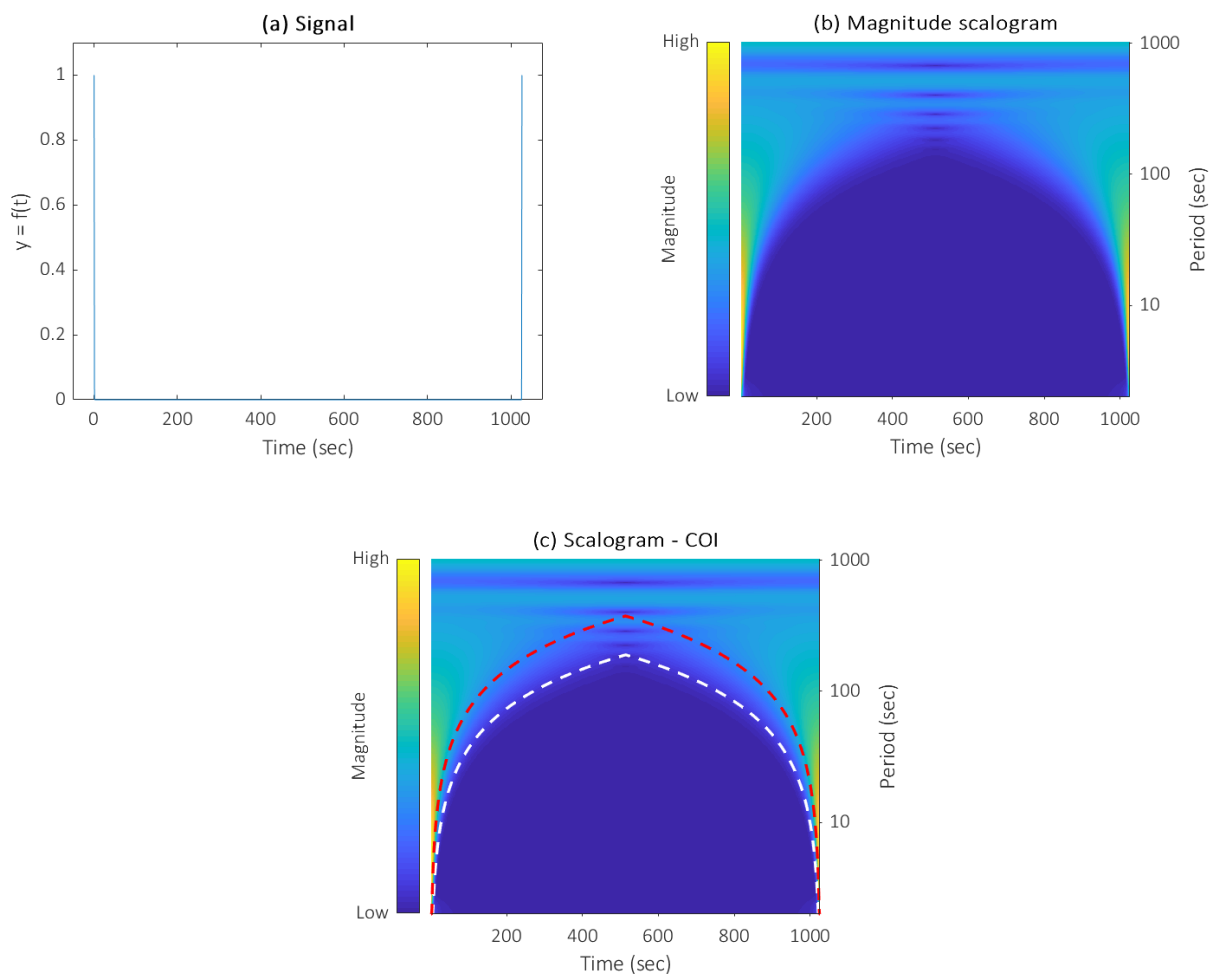 (a) Signal
1
0.8
0.6
0.4
0.2
0
y = f(t)
0 200 400 600 800 1000
Time (sec)
(b) Magnitude scalogram
High
Low
Magnitude
1000
100
10
Period (sec)
200 400 600 800 1000
Time (sec)
(c) Scalogram - COI
High
Low
Magnitude
1000
100
10
Period (sec)
200 400 600 800 1000
Time (sec)